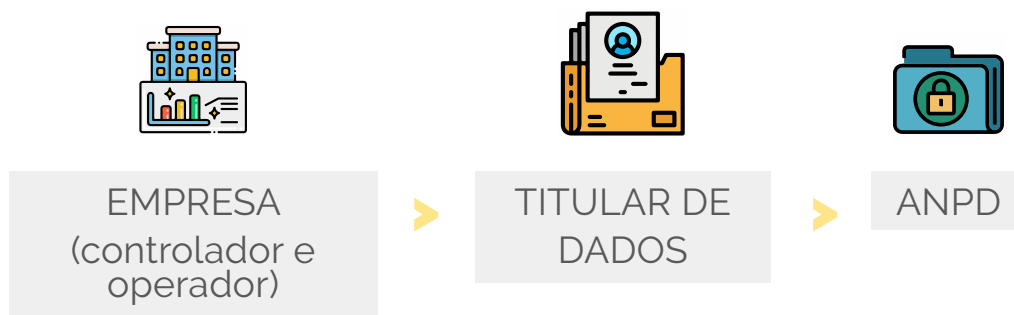 EMPRESA
(controlador e
operador)
>
TITULAR DE
DADOS
>
ANPD